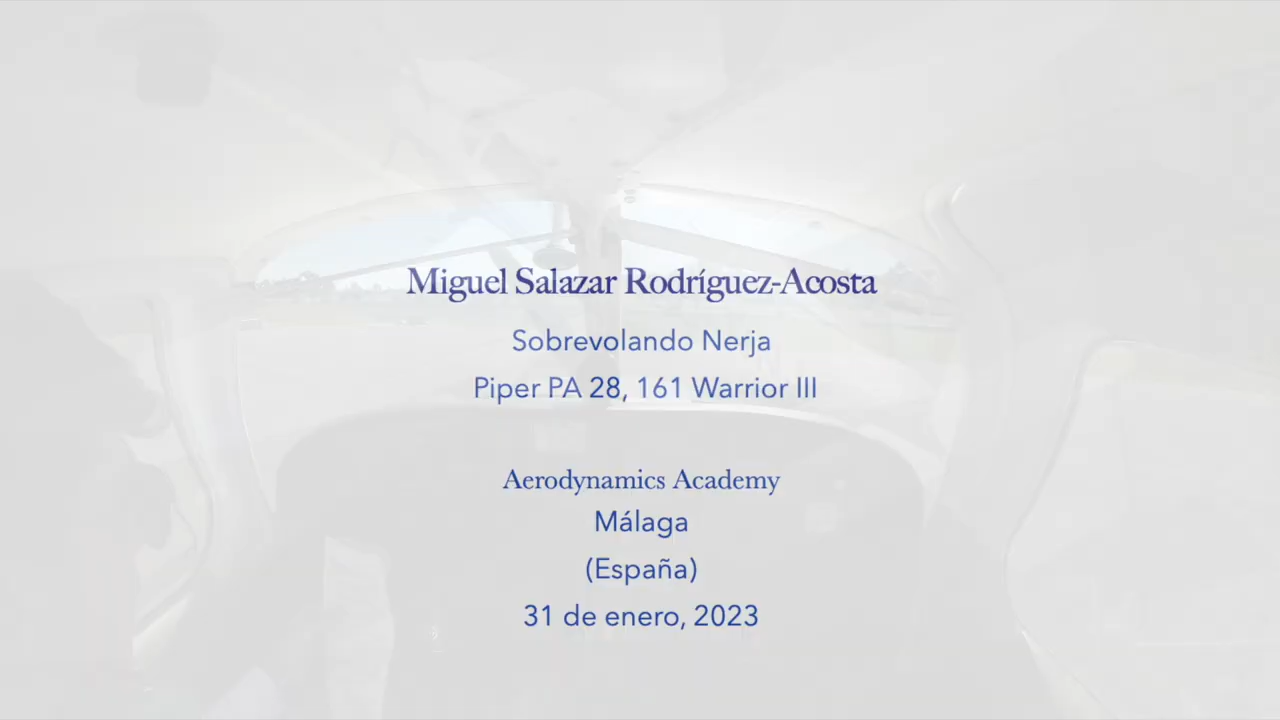 Miguel Salazar Rodríguez-Acosta
Sobrevolando Nerja
Piper PA 28, 161 Warrior III
Aerodynamics Academy
Málaga
(España)
31 de enero, 2023